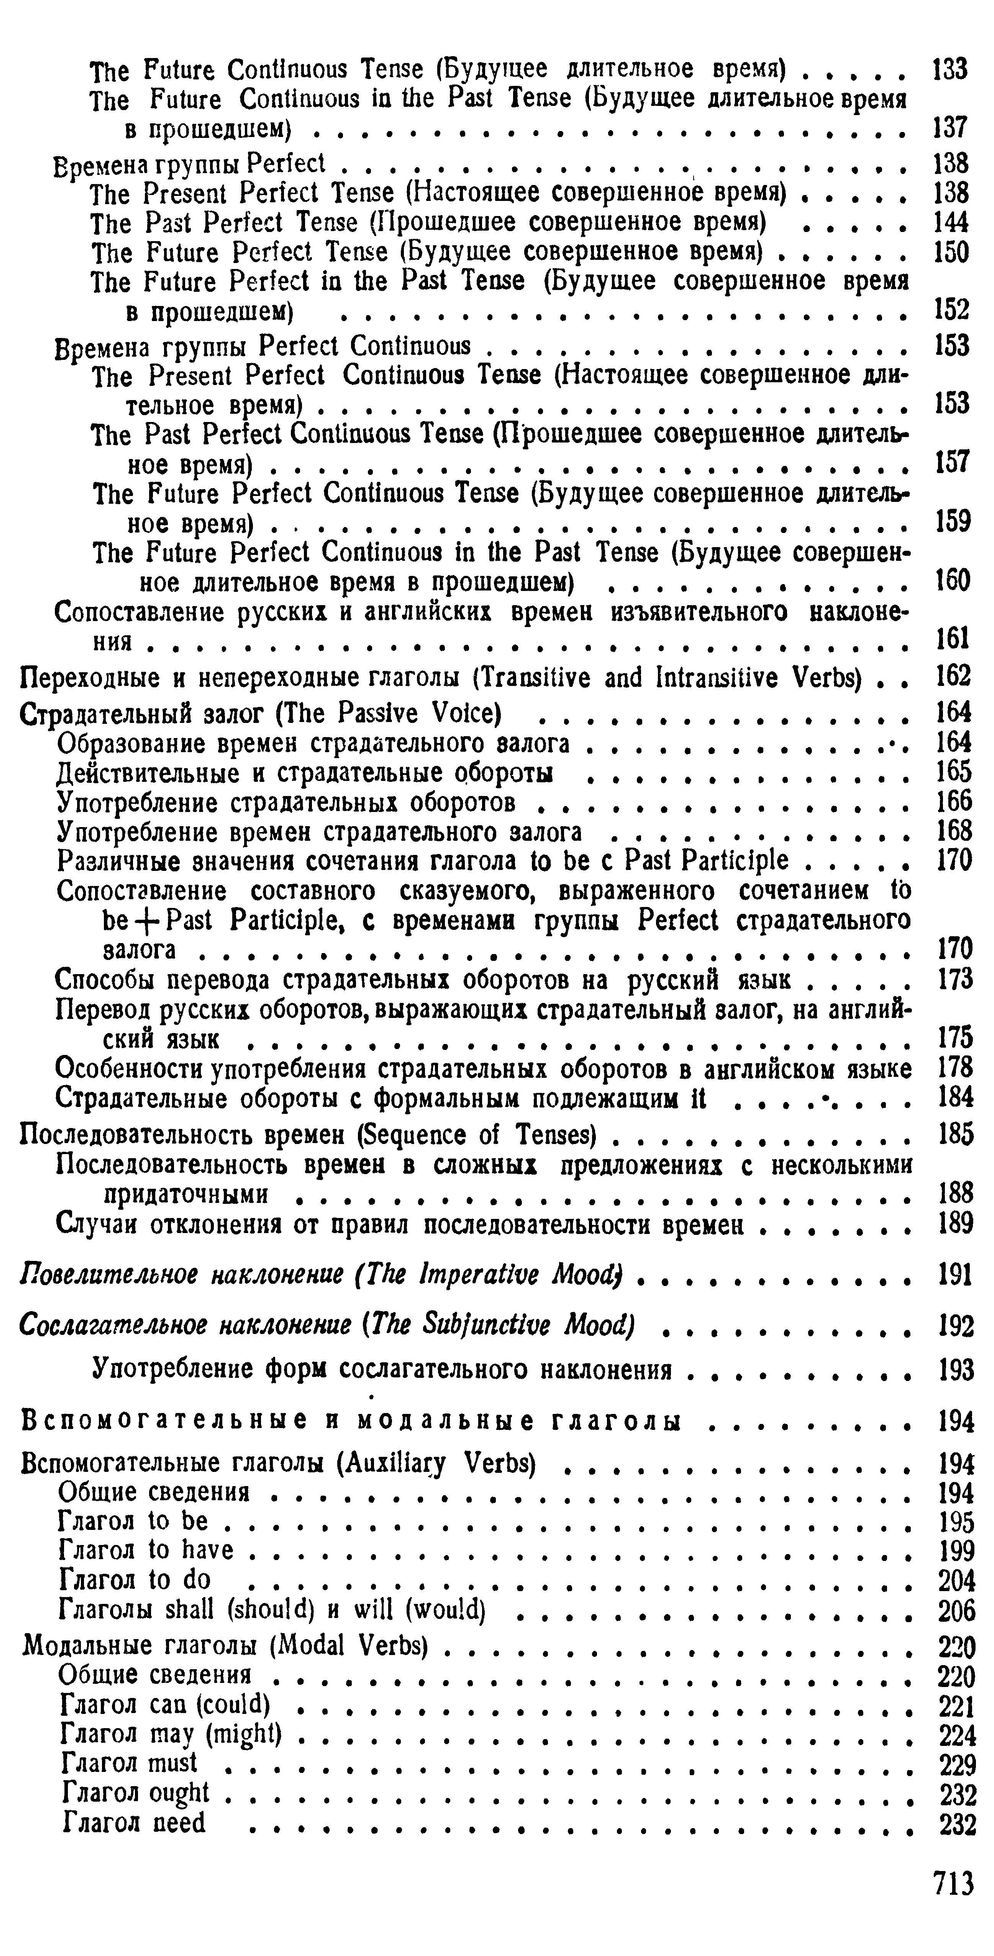 The Future Continuous Tense (Будущее длительное время) . . . . . 133
The Future Continuous in the Past Tense (Будущее длительное время
в прошедшем) . . . . . . . . . . . . . . . . . . . . . . . . . 137
Времена группы Perfect . . . . . . . . . . . . . . . . . . . . . . . . 138
The Present Perfect Tense (Настоящее совершенное время) . . . . . 138
The Past Perfect Tense (Прошедшее совершенное время) . . . . . 144
The Future Perfect Tense (Будущее совершенное время) . . . . . . 150
The Future Perfect in the Past Tense (Будущее совершенное время
в прошедшем) . . . . . . . . . . . . . . . . . . . . . . . . 152
Времена группы Perfect Continuous . . . . . . . . . . . . . . . . . . 153
The Present Perfect Continuous Tense (Настоящее совершенное дли-
тельное время) . . . . . . . . . . . . . . . . . . . . . . . . . 153
The Past Perfect Continuous Tense (Прошедшее совершенное длитель-
ное время) . . . . . . . . . . . . . . . . . . . . . . . . . . . 157
The Future Perfect Continuous Tense (Будущее совершенное длитель-
ное время) . . . . . . . . . . . . . . . . . . . . . . . . . . . 159
The Future Perfect Continuous in the Past Tense (Будущее совершен-
ное длительное время в прошедшем) . . . . . . . . . . . . . 160
Сопоставление русских и английских времен изъявительного наклоне-
ния . . . . . . . . . . . . . . . . . . . . . . . . . . . . . . . . 161
Переходные и непереходные глаголы (Transitive and Intransitive Verbs) . . 162
Страдательный залог (The Passive Voice) . . . . . . . . . . . . . . . . 164
Образование времен страдательного залога . . . . . . . . . . . . . . 164
Действительные и страдательные обороты . . . . . . . . . . . . . . 165
Употребление страдательных оборотов . . . . . . . . . . . . . . . . 166
Употребление времен страдательного залога . . . . . . . . . . . . . 168
Различные значения сочетания глагола to be с Past Participle . . . . . 170
Сопоставление составного сказуемого, выраженного сочетанием to
be + Past Participle, с временами группы Perfect страдательного
залога . . . . . . . . . . . . . . . . . . . . . . . . . . . . . . 170
Способы перевода страдательных оборотов на русский язык . . . . . 173
Перевод русских оборотов, выражающих страдательный залог, на англий-
ский язык . . . . . . . . . . . . . . . . . . . . . . . . . . . . 175
Особенности употребления страдательных оборотов в английском языке 178
Страдательные обороты с формальным подлежащим it . . . . . . . . 184
Последовательность времен (Sequence of Tenses) . . . . . . . . . . . . . 185
Последовательность времен в сложных предложениях с несколькими
придаточными . . . . . . . . . . . . . . . . . . . . . . . . . . 188
Случаи отклонения от правил последовательности времен . . . . . . . 189
Повелительное наклонение (The Imperative Mood) . . . . . . . . . . . . 191
Сослагательное наклонение (The Subjunctive Mood) . . . . . . . . . . . 192
Употребление форм сослагательного наклонения . . . . . . . . . . 193
Вспомогательные и модальные глаголы . . . . . . . . . 194
Вспомогательные глаголы (Auxiliary Verbs) . . . . . . . . . . . . . . . 194
Общие сведения . . . . . . . . . . . . . . . . . . . . . . . . . . . 194
Глагол to be . . . . . . . . . . . . . . . . . . . . . . . . . . . . . 195
Глагол to have . . . . . . . . . . . . . . . . . . . . . . . . . . . . 199
Глагол to do . . . . . . . . . . . . . . . . . . . . . . . . . . . . 204
Глаголы shall (should) и will (would) . . . . . . . . . . . . . . . . . 206
Модальные глаголы (Modal Verbs) . . . . . . . . . . . . . . . . . . . . 220
Общие сведения . . . . . . . . . . . . . . . . . . . . . . . . . . . 220
Глагол can (could) . . . . . . . . . . . . . . . . . . . . . . . . . . 221
Глагол may (might) . . . . . . . . . . . . . . . . . . . . . . . . . . 224
Глагол must . . . . . . . . . . . . . . . . . . . . . . . . . . . . . 229
Глагол ought . . . . . . . . . . . . . . . . . . . . . . . . . . . . . 232
Глагол need . . . . . . . . . . . . . . . . . . . . . . . . . . . . 232
713